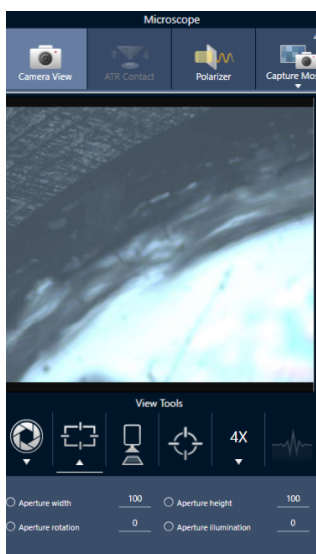 Microscope
Camera View
ATR Contact
Polarizer
Capture Mos
View Tools
4X
Aperture width 100
Aperture height 100
Aperture rotation 0
Aperture illumination 0